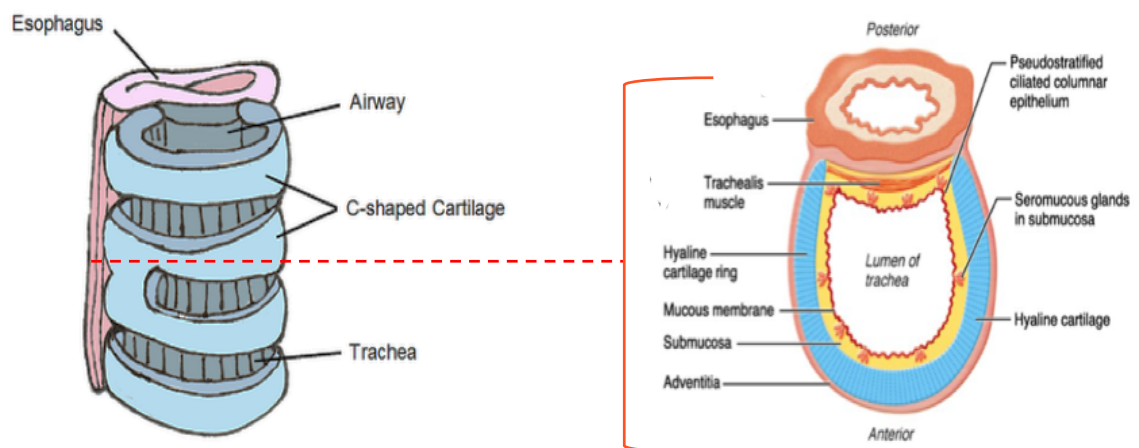 Esophagus
Airway
C-shaped Cartilage
Trachea
Posterior
Pseudostratified
ciliated columnar
epithelium
Esophagus
Trachealis
muscle
Seromucous glands
in submucosa
Hyaline
cartilage ring
Lumen of
trachea
Mucous membrane
Hyaline cartilage
Submucosa
Adventitia
Anterior